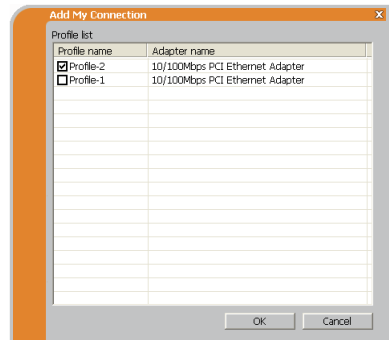 Add My Connection X
Profile list
Profile name Adapter name
Profile-2 10/100Mbps PCI Ethernet Adapter
Profile-1 10/100Mbps PCI Ethernet Adapter
OK Cancel